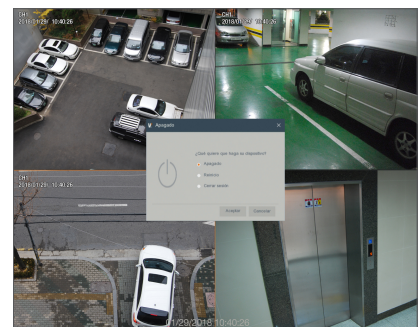 CH1
2018/01/29/ 10:40:26
CH1
2018/01/29/ 10:40:26
Apagado
¿Qué quiere que haga su dispositivo?
Apagado
Reinicio
Cerrar sesión
Cancelar
CH1
2018/01/29/ 10:40:26
01/29/2018 10:40:26